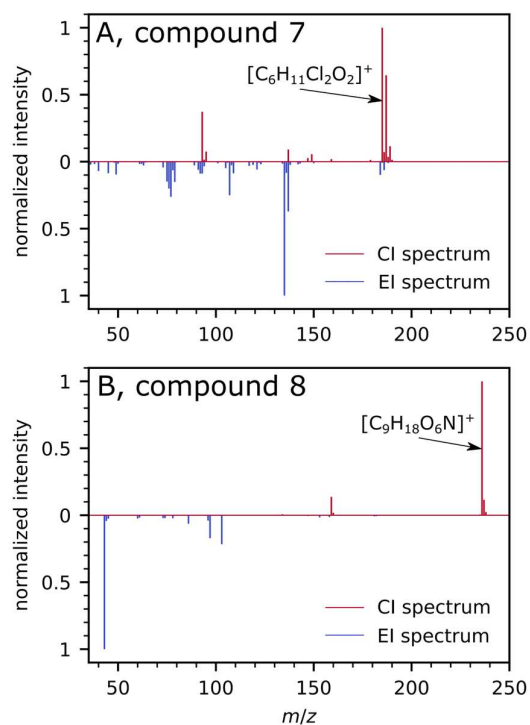 A, compound 7
1
[C₆H₁₁Cl₂O₂]⁺
0.5
normalized intensity
0
0.5
CI spectrum
EI spectrum
1
50 100 150 200 250
B, compound 8
1
[C₉H₁₈O₆N]⁺
0.5
normalized intensity
0
0.5
CI spectrum
EI spectrum
1
50 100 150 200 250
m/z